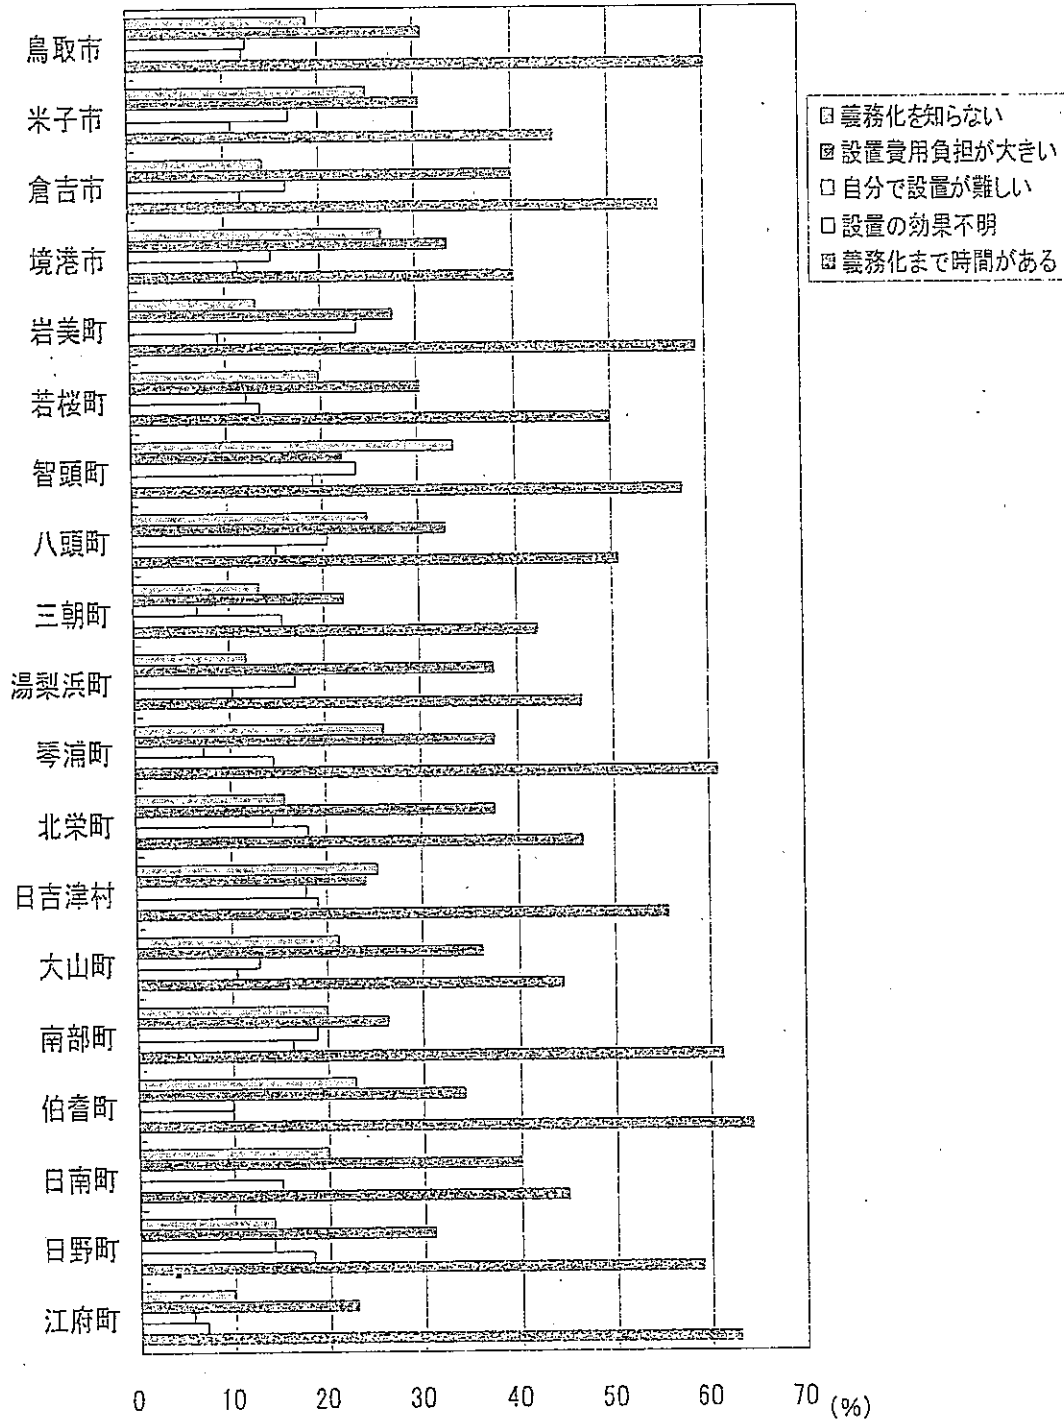 鳥取市
米子市
倉吉市
境港市
岩美町
若桜町
智頭町
八頭町
三朝町
湯梨浜町
琴浦町
北栄町
日吉津村
大山町
南部町
伯耆町
日南町
日野町
江府町
義務化を知らない
設置費用負担が大きい
自分で設置が難しい
設置の効果不明
義務化まで時間がある
0 10 20 30 40 50 60 70 (%)